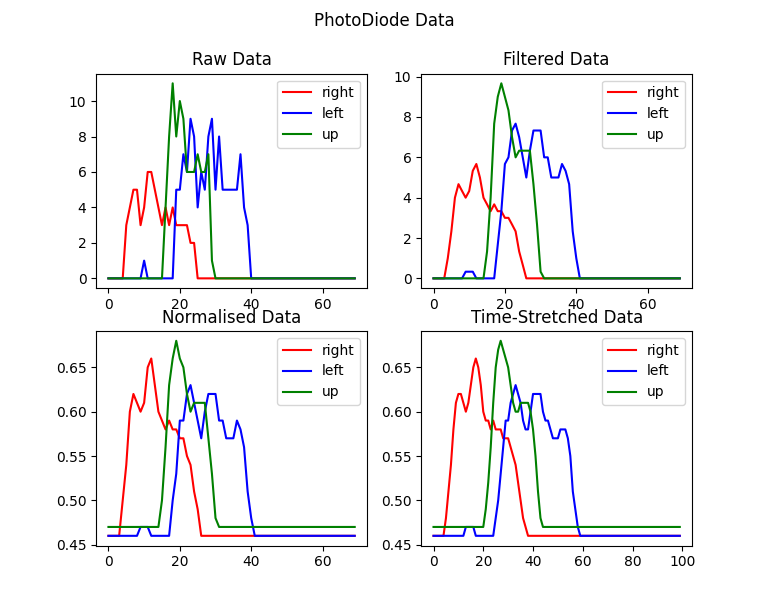 PhotoDiode Data
Raw Data
10
8
6
4
2
0
0 20 40 60
right
left
up
Filtered Data
10
8
6
4
2
0
0 20 40 60
right
left
up
Normalised Data
0.65
0.60
0.55
0.50
0.45
0 20 40 60
right
left
up
Time-Stretched Data
0.65
0.60
0.55
0.50
0.45
0 20 40 60 80 100
right
left
up